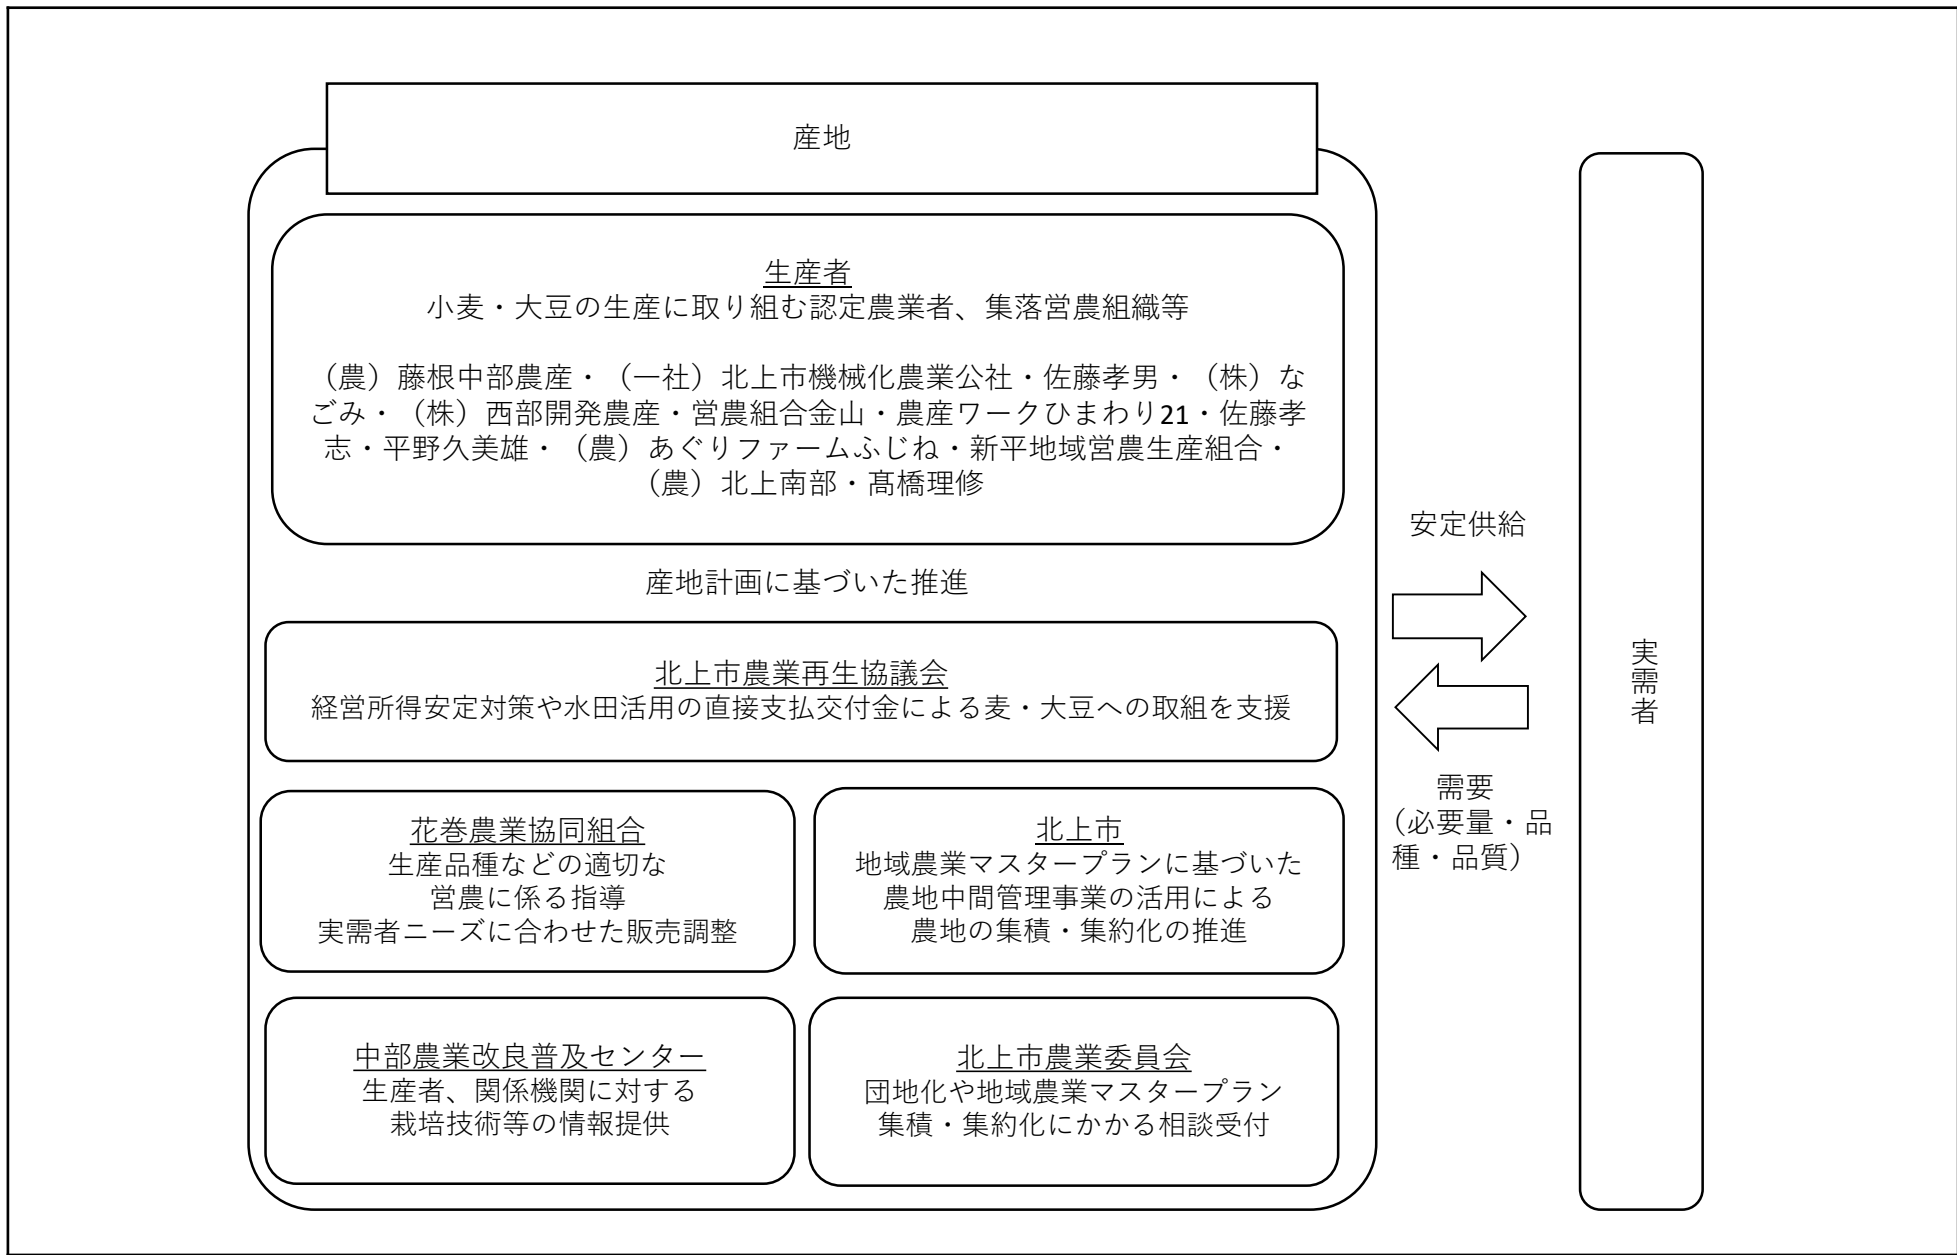 産地
生産者
小麦・大豆の生産に取り組む認定農業者、集落営農組織等
（農）藤根中部農産・（一社）北上市機械化農業公社・佐藤孝男・（株）な
ごみ・（株）西部開発農産・営農組合金山・農産ワークひまわり21・佐藤孝
志・平野久美雄・（農）あぐりファームふじね・新平地域営農生産組合・
（農）北上南部・髙橋理修
産地計画に基づいた推進
北上市農業再生協議会
経営所得安定対策や水田活用の直接支払交付金による麦・大豆への取組を支援
花巻農業協同組合
生産品種などの適切な
営農に係る指導
実需者ニーズに合わせた販売調整
北上市
地域農業マスタープランに基づいた
農地中間管理事業の活用による
農地の集積・集約化の推進
中部農業改良普及センター
生産者、関係機関に対する
栽培技術等の情報提供
北上市農業委員会
団地化や地域農業マスタープラン
集積・集約化にかかる相談受付
安定供給
需要
（必要量・品
種・品質）
実需者